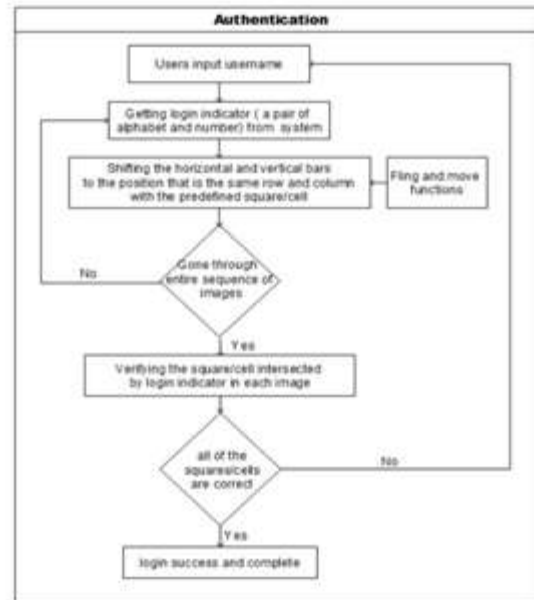 Authentication
Users input username
Getting login indicator ( a pair of
alphabet and number) from system
Shifting the horizontal and vertical bars
to the position that is the same row and column
with the predefined square/cell
Fling and move
functions
Gone through
entire sequence of
images
No
Yes
Verifying the square/cell intersected
by login indicator in each image
all of the
squares/cells
are correct
No
Yes
login success and complete